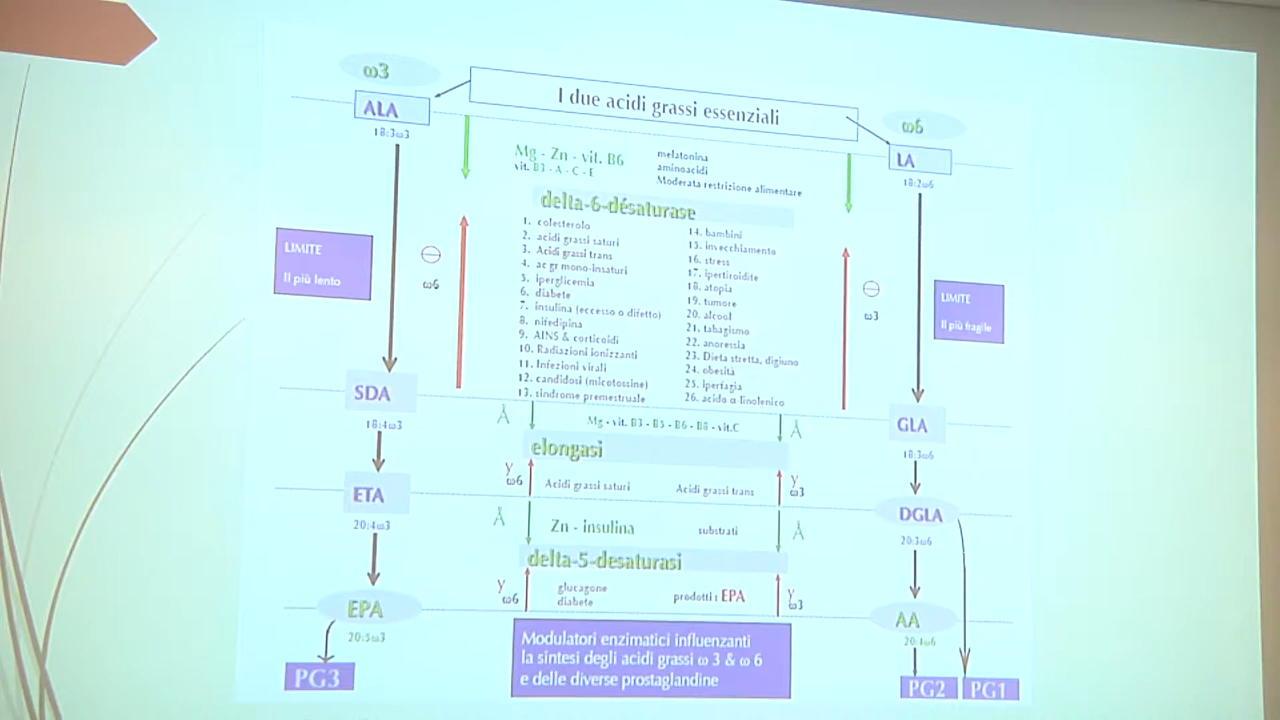 ω3
I due acidi grassi essenziali
ALA
18:3ω3
ω6
LA
18:2ω6
Mg - Zn - vit. B6
vit. B3 - A - C - E
melatonina
aminoacidi
Moderata restrizione alimentare
delta-6-désaturase
1. colesterolo
2. acidi grassi saturi
3. Acidi grassi trans
4. ac gr mono-insaturi
5. iperglicemia
6. diabete
7. insulina (eccesso o difetto)
8. nifedipina
9. AINS & corticoidi
10. Radiazioni ionizzanti
11. Infezioni virali
12. candidosi (micotossine)
13. sindrome premestruale
14. bambini
15. invecchiamento
16. stress
17. ipertiroidite
18. atopia
19. tumore
20. alcool
21. tabagismo
22. anoressia
23. Dieta stretta, digiuno
24. obesità
25. iperfagia
26. acido α-linolenico
LIMITE
Il più lento
ω6
ω3
LIMITE
Il più fragile
SDA
18:4ω3
GLA
18:3ω6
Å
Mg - vit. B3 - B5 - B6 - B8 - vit.C
Å
elongasi
y
ω6
Acidi grassi saturi
Acidi grassi trans
y
ω3
ETA
20:4ω3
DGLA
20:3ω6
Å
Zn - insulina
substrati
Å
delta-5-desaturasi
y
ω6
glucagone
diabete
prodotti : EPA
y
ω3
EPA
20:5ω3
AA
20:4ω6
PG3
Modulatori enzimatici influenzanti
la sintesi degli acidi grassi ω 3 & ω 6
e delle diverse prostaglandine
PG2
PG1